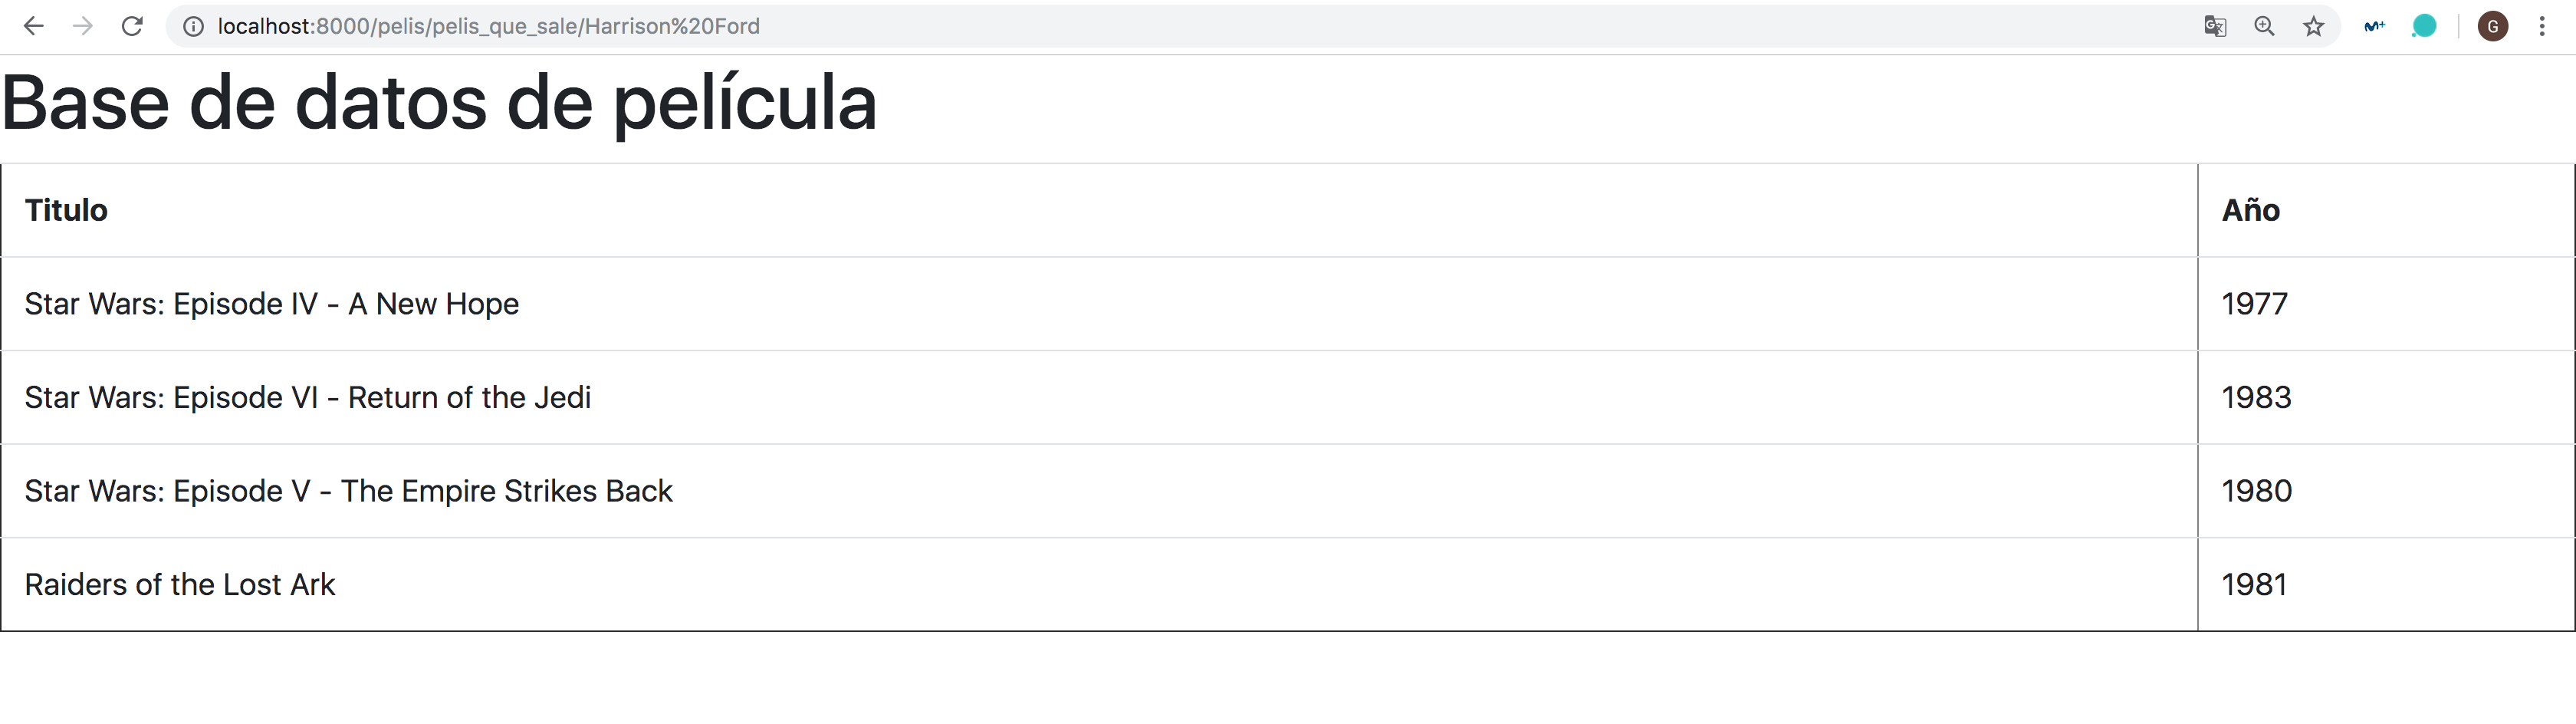 localhost:8000/pelis/pelis_que_sale/Harrison%20Ford
G
Base de datos de película
Titulo Año
Star Wars: Episode IV - A New Hope 1977
Star Wars: Episode VI - Return of the Jedi 1983
Star Wars: Episode V - The Empire Strikes Back 1980
Raiders of the Lost Ark 1981